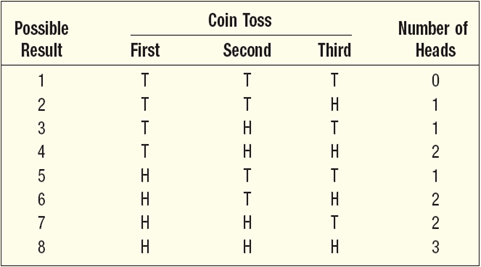 Possible Result Coin Toss Number of Heads
First Second Third
1 T T T 0
2 T T H 1
3 T H T 1
4 T H H 2
5 H T T 1
6 H T H 2
7 H H T 2
8 H H H 3